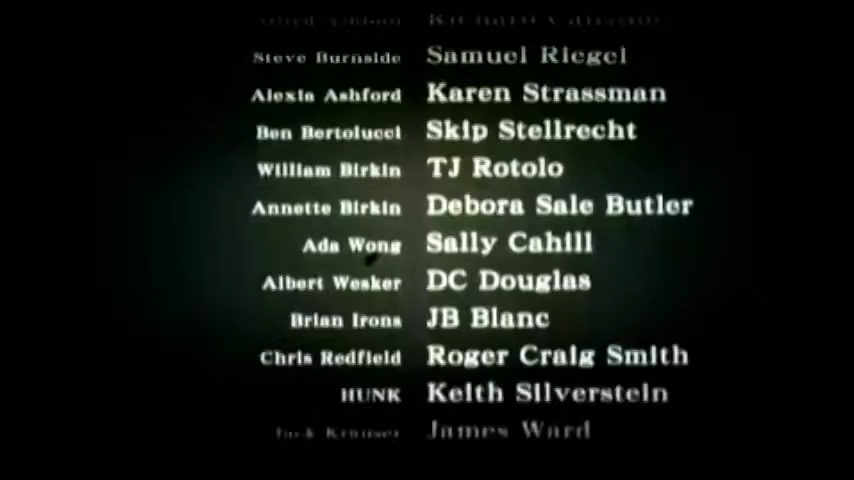 Steve Burnside Samuel Riegel
Alexia Ashford Karen Strassman
Ben Bertolucci Skip Stellrecht
William Birkin TJ Rotolo
Annette Birkin Debora Sale Butler
Ada Wong Sally Cahill
Albert Wesker DC Douglas
Brian Irons JB Blanc
Chris Redfield Roger Craig Smith
HUNK Keith Silverstein
Jack Krauser James Ward